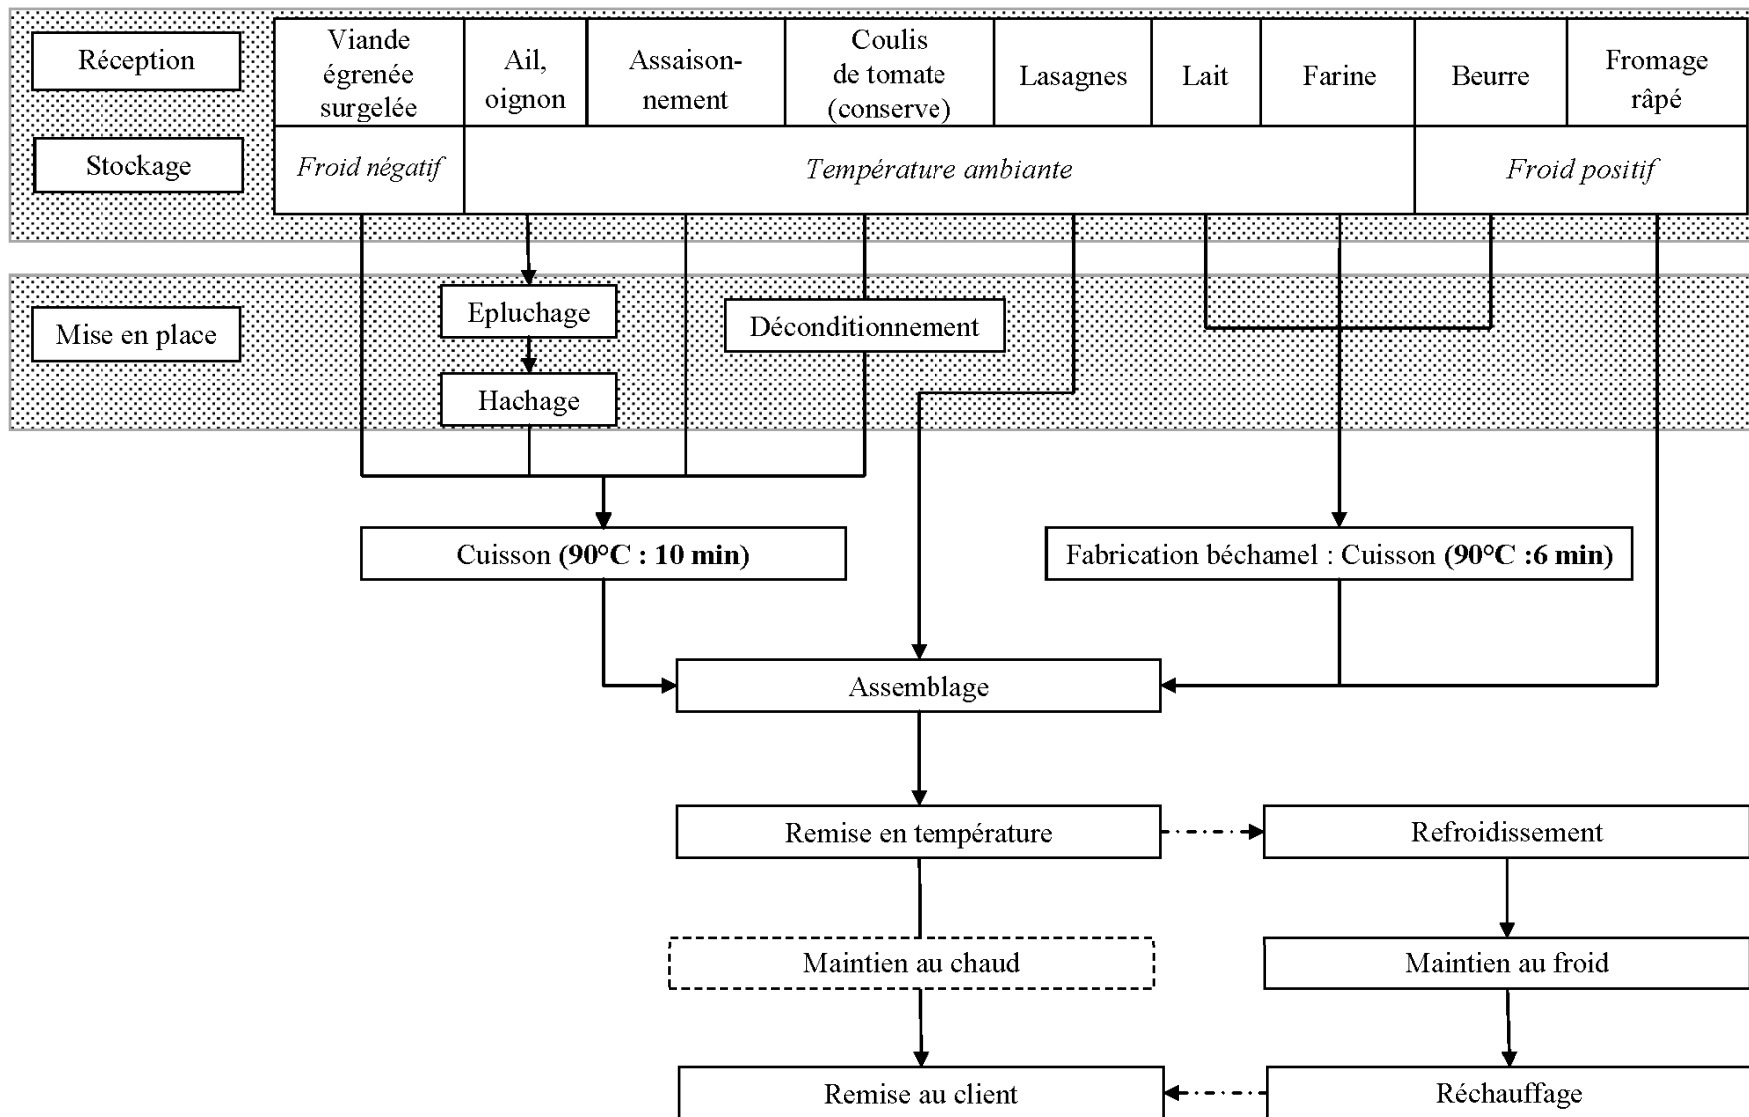 Réception
Viande
égrenée
surgelée
Ail,
oignon
Assaison-
nement
Coulis
de tomate
(conserve)
Lasagnes
Lait
Farine
Beurre
Fromage
râpé
Stockage
Froid négatif
Température ambiante
Froid positif
Mise en place
Epluchage
Déconditionnement
Hachage
Cuisson (90°C : 10 min)
Fabrication béchamel : Cuisson (90°C :6 min)
Assemblage
Remise en température
Refroidissement
Maintien au chaud
Maintien au froid
Remise au client
Réchauffage